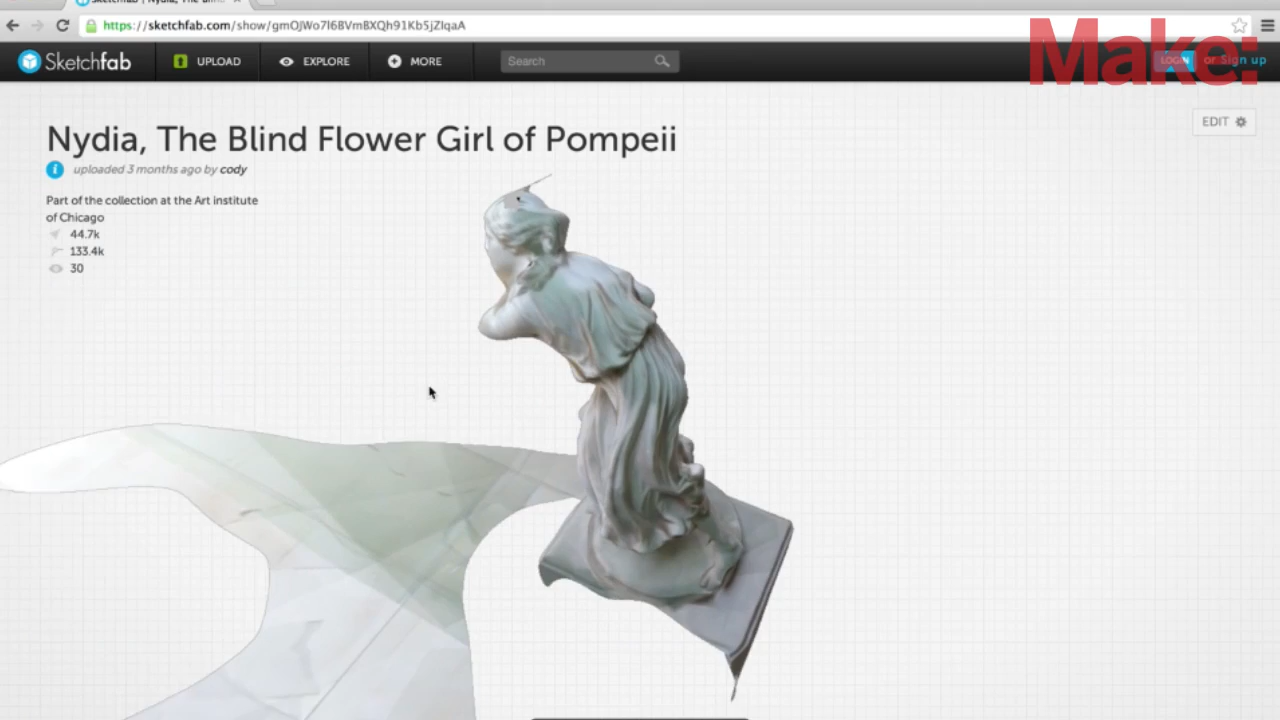 https://sketchfab.com/show/gmOJWo7l6BVmBXQh91Kb5jZlqaA
Make:
Sketchfab
UPLOAD
EXPLORE
MORE
Search
LOGIN
or Sign up
EDIT
Nydia, The Blind Flower Girl of Pompeii
i uploaded 3 months ago by cody
Part of the collection at the Art institute
of Chicago
44.7k
133.4k
30